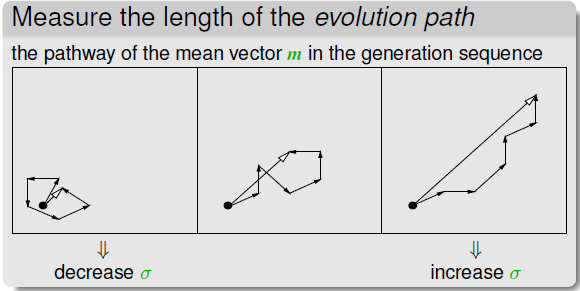 Measure the length of the evolution path
the pathway of the mean vector m in the generation sequence
⇓ ⇓
decrease σ increase σ